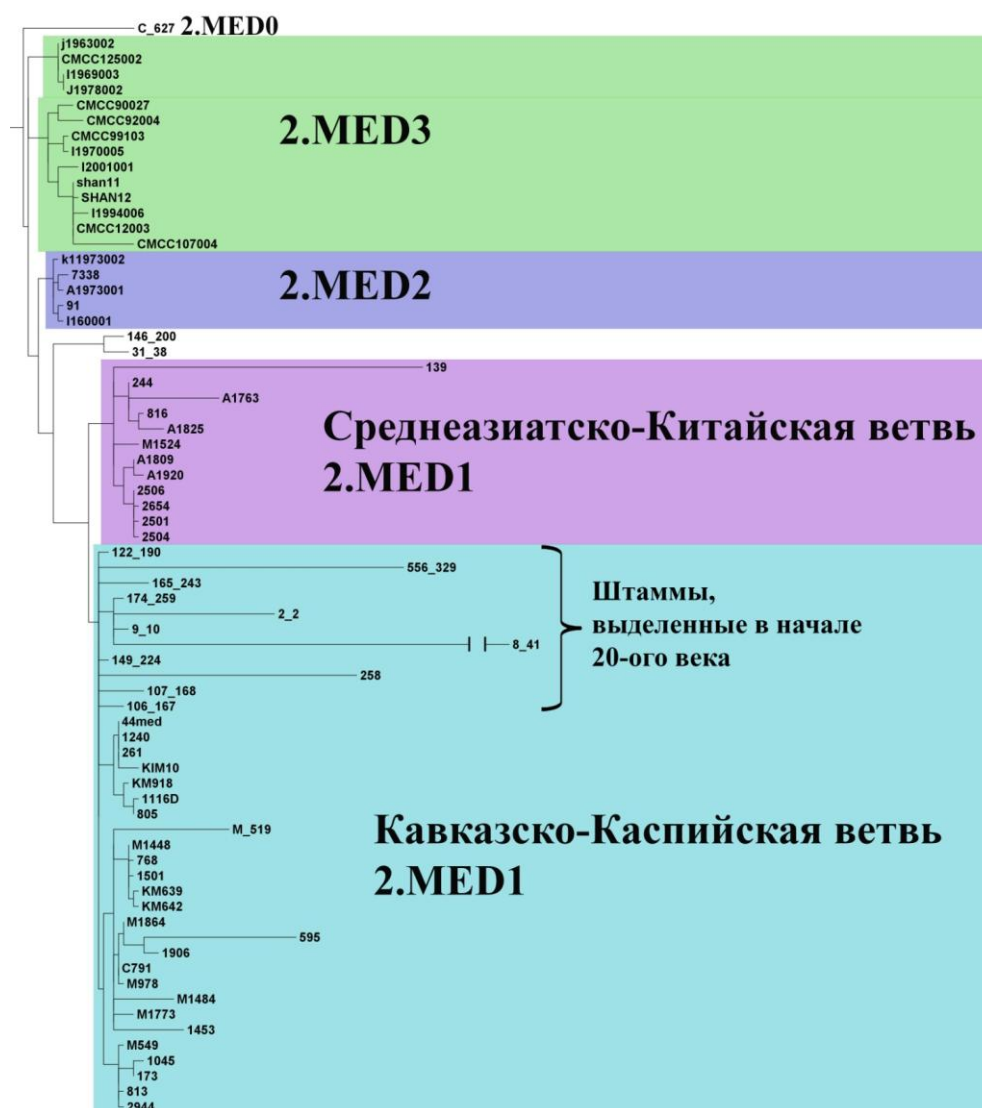 C_627 2.MED0
j1963002
CMCC125002
I1969003
J1978002
CMCC90027
CMCC92004
2.MED3
CMCC99103
I1970005
I2001001
shan11
SHAN12
I1994006
CMCC12003
CMCC107004
k11973002
7338
2.MED2
A1973001
91
I160001
146_200
31_38
139
244
A1763
816
A1825
Среднеазиатско-Китайская ветвь
2.MED1
M1524
A1809
A1920
2506
2654
2501
2504
122_190
556_329
165_243
174_259
2_2
9_10
8_41
149_224
258
107_168
106_167
Штаммы,
выделенные в начале
20-ого века
44med
1240
261
KIM10
KM918
1116D
805
M_519
Кавказско-Каспийская ветвь
2.MED1
M1448
768
1501
KM639
KM642
M1864
595
1906
C791
M978
M1484
M1773
1453
M549
1045
173
813
2944